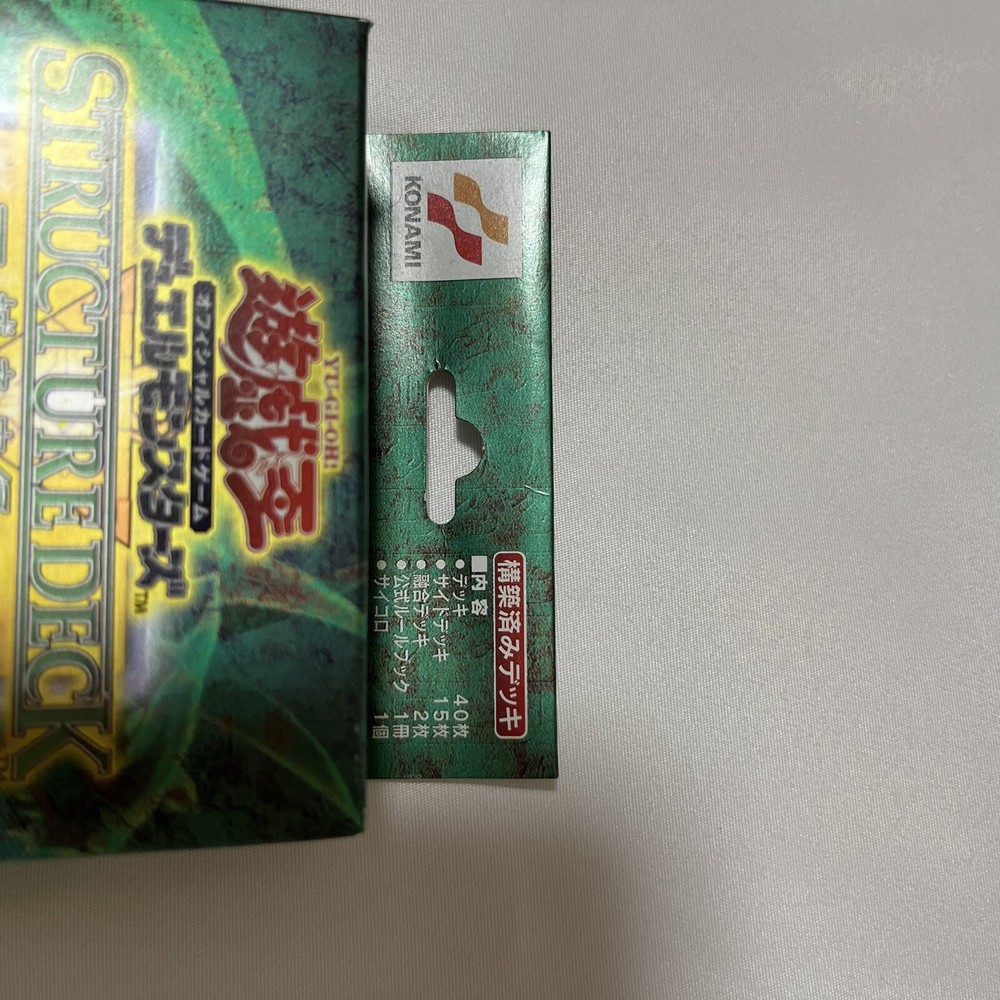 KONAMI
構築済みデッキ
■内容
●デッキ 40枚
●サイドデッキ 15枚
●融合デッキ 2枚
●公式ルールブック 1冊
●サイコロ 1個
YU-GI-OH!
遊戯王
オフィシャルカードゲーム
デュエルモンスターズ™
STRUCTURE DECK™